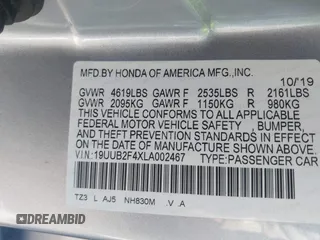 MFD.BY HONDA OF AMERICA MFG.,INC.
10/19
GVWR 4619LBS GAWR F 2535LBS R 2161LBS
GVWR 2095KG GAWR F 1150KG R 980KG
THIS VEHICLE CONFORMS TO ALL APPLICABLE
FEDERAL MOTOR VEHICLE SAFETY , BUMPER, AND
THEFT PREVENTION STANDARDS IN EFFECT ON THE
DATE OF MANUFACTURE SHOWN ABOVE.
VIN:19UUB2F4XLA002467 TYPE:PASSENGER CAR
TZ3 L AJ5 NH830M .V .A
DREAMBID